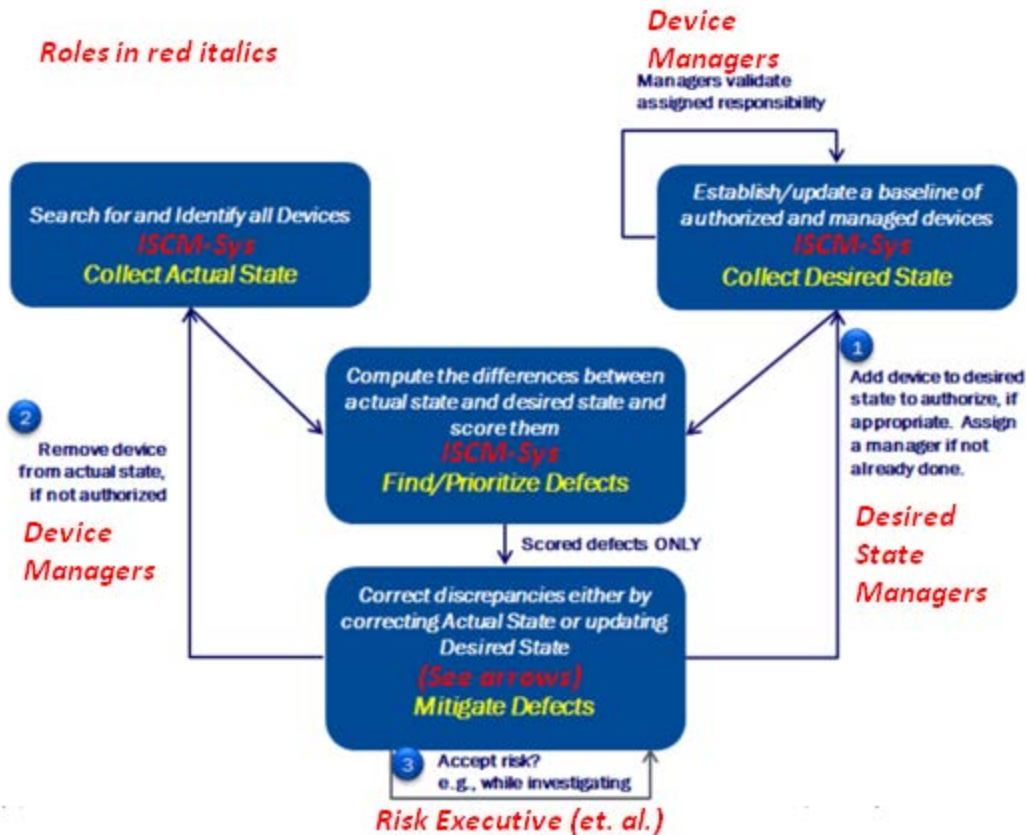 Roles in red italics
Device
Managers
Managers validate
assigned responsibility
Search for and Identify all Devices
ISCM-Sys
Collect Actual State
Establish/update a baseline of
authorized and managed devices
ISCM-Sys
Collect Desired State
Compute the differences between
actual state and desired state and
score them
ISCM-Sys
Find/Prioritize Defects
1
Add device to desired
state to authorize, if
appropriate. Assign
a manager if not
already done.
2
Remove device
from actual state,
if not authorized
Device
Managers
Scored defects ONLY
Desired
State
Managers
Correct discrepancies either by
correcting Actual State or updating
Desired State
(See arrows)
Mitigate Defects
3
Accept risk?
e.g., while investigating
Risk Executive (et. al.)